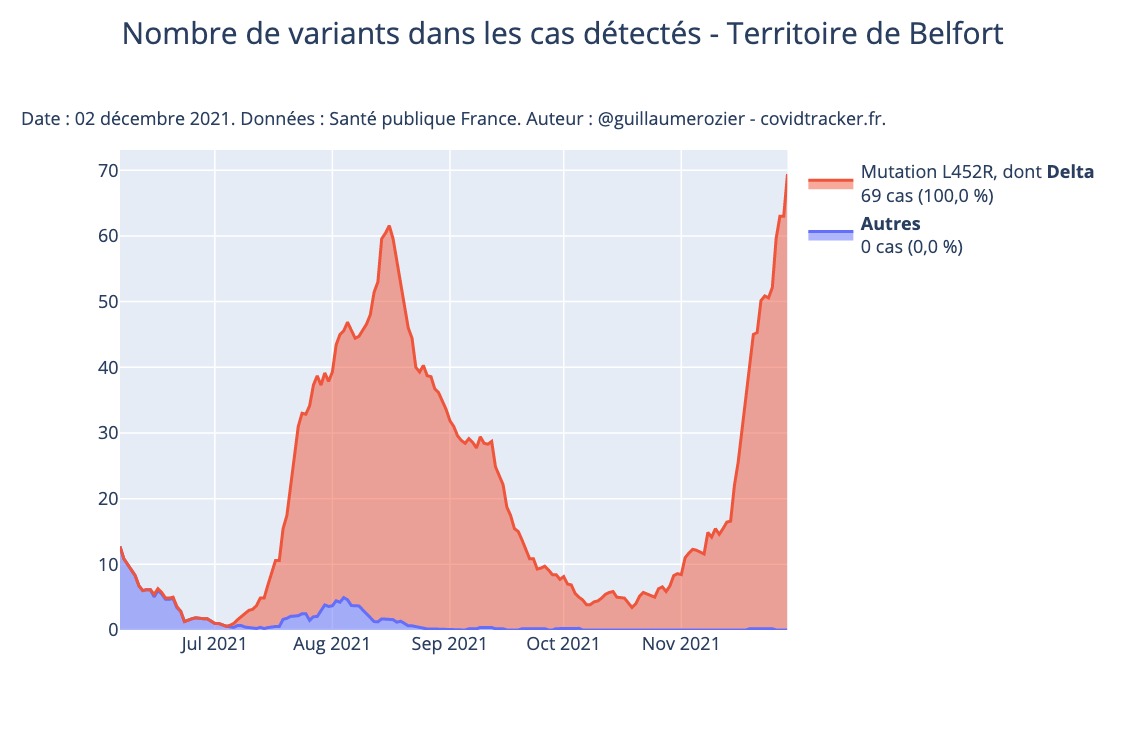 Nombre de variants dans les cas détectés - Territoire de Belfort
Date : 02 décembre 2021. Données : Santé publique France. Auteur : @guillaumerozier - covidtracker.fr.
70
60
50
40
30
20
10
0
Jul 2021 Aug 2021 Sep 2021 Oct 2021 Nov 2021
Mutation L452R, dont Delta
69 cas (100,0 %)
Autres
0 cas (0,0 %)